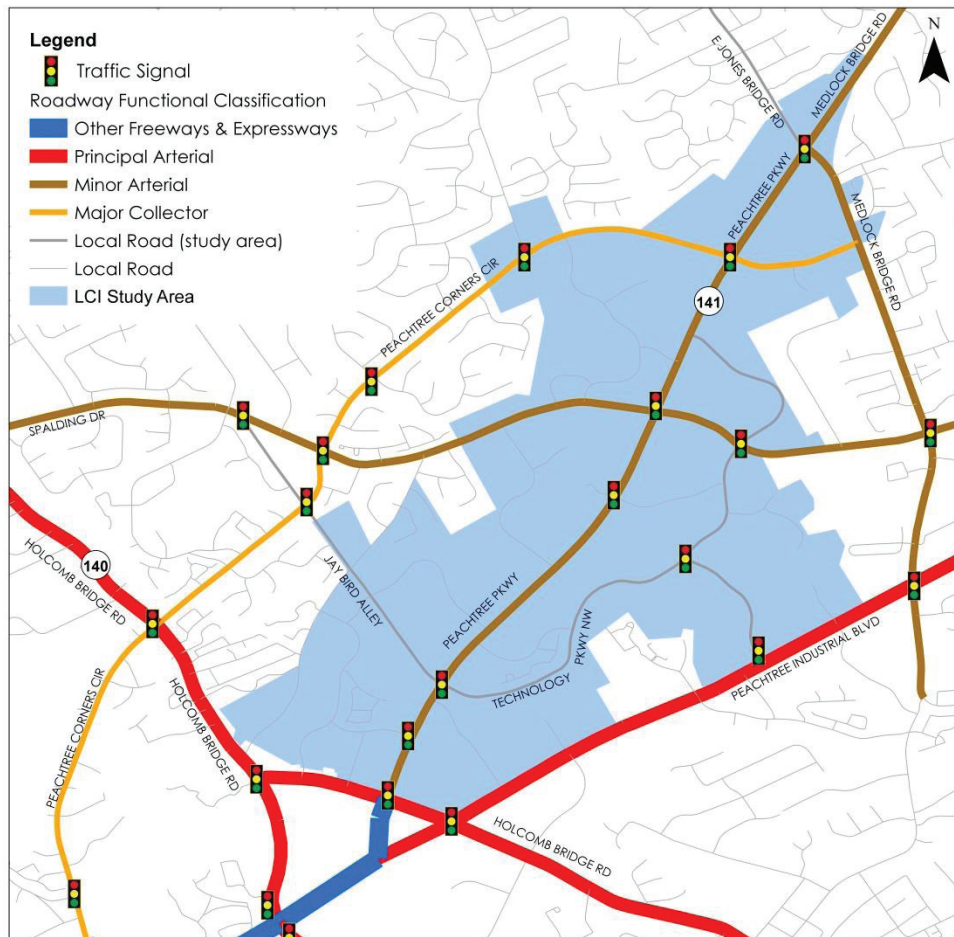 Legend
Traffic Signal
Roadway Functional Classification
Other Freeways & Expressways
Principal Arterial
Minor Arterial
Major Collector
Local Road (study area)
Local Road
LCI Study Area
N
E JONES BRIDGE RD
MEDLOCK BRIDGE RD
PEACHTREE PKWY
MEDLOCK BRIDGE RD
PEACHTREE CORNERS CIR
141
SPALDING DR
HOLCOMB BRIDGE RD
140
JAY BIRD ALLEY
PEACHTREE PKWY
TECHNOLOGY
PKWY NW
PEACHTREE INDUSTRIAL BLVD
PEACHTREE CORNERS CIR
HOLCOMB BRIDGE RD
HOLCOMB BRIDGE RD